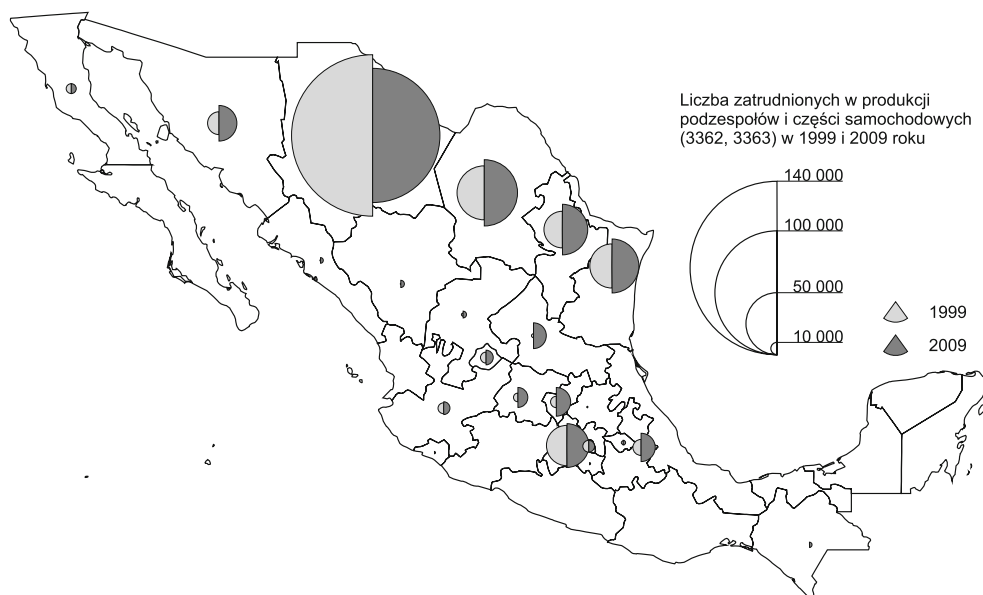 Liczba zatrudnionych w produkcji
podzespołów i części samochodowych
(3362, 3363) w 1999 i 2009 roku
140 000
100 000
50 000
10 000
1999
2009